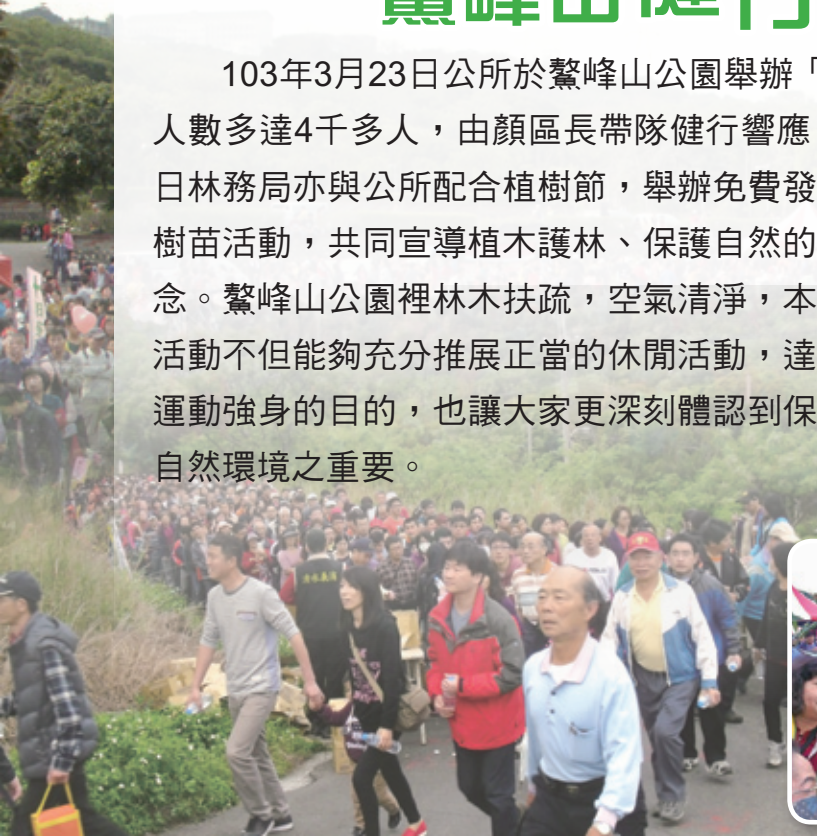 鰲峰山健行
103年3月23日公所於鰲峰山公園舉辦「
人數多達4千多人，由顏區長帶隊健行響應
日林務局亦與公所配合植樹節，舉辦免費發
樹苗活動，共同宣導植木護林、保護自然的
念。鰲峰山公園裡林木扶疏，空氣清淨，本
活動不但能夠充分推展正當的休閒活動，達
運動強身的目的，也讓大家更深刻體認到保
自然環境之重要。